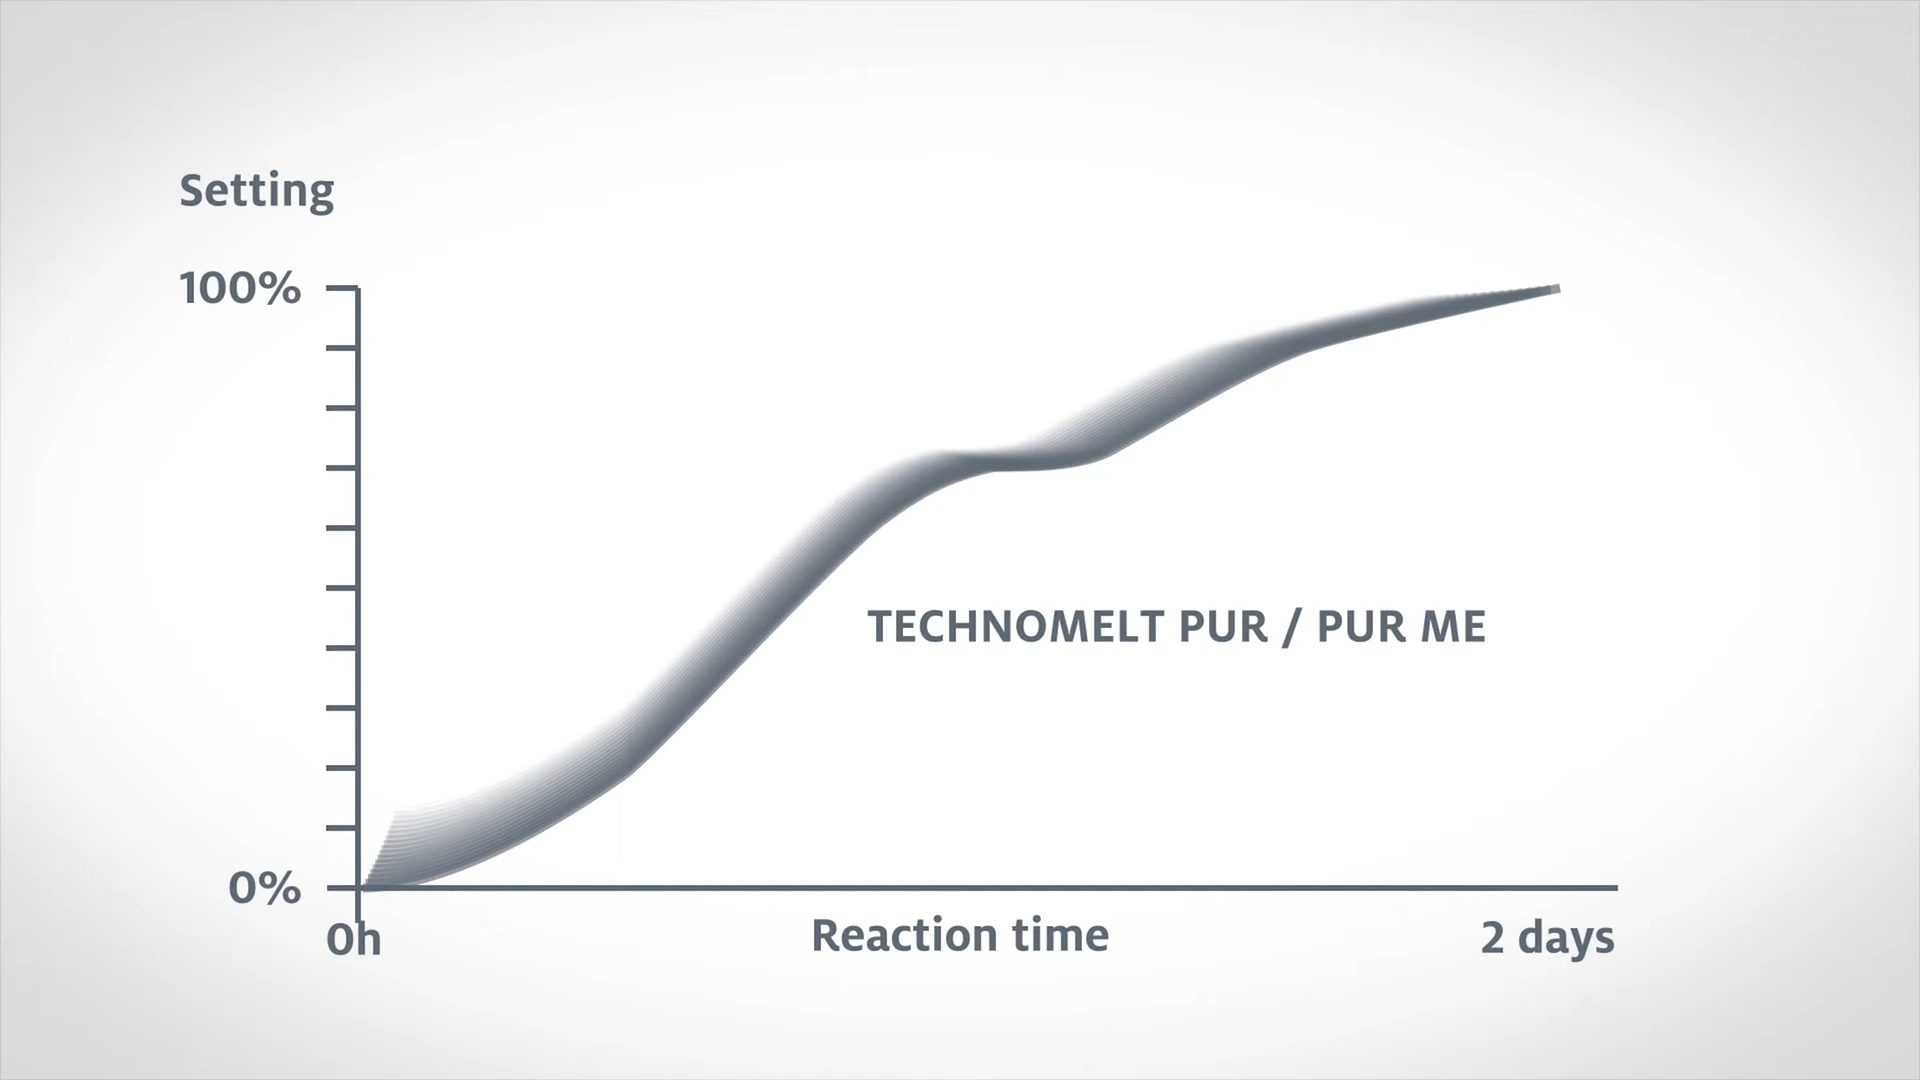 Setting
100%
TECHNOMELT PUR / PUR ME
0%
0h
Reaction time
2 days